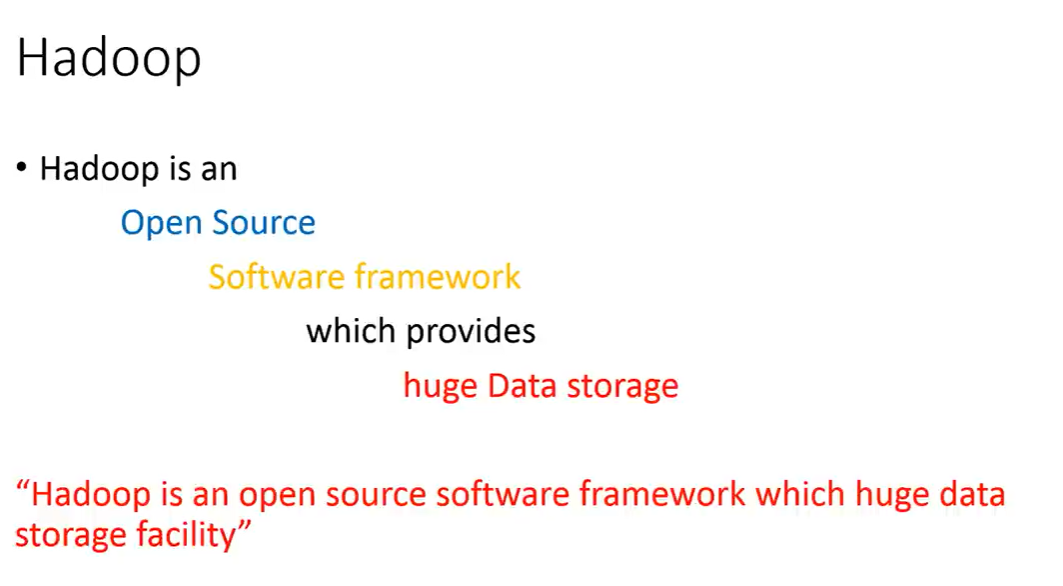 Hadoop
• Hadoop is an
Open Source
Software framework
which provides
huge Data storage
“Hadoop is an open source software framework which huge data
storage facility”